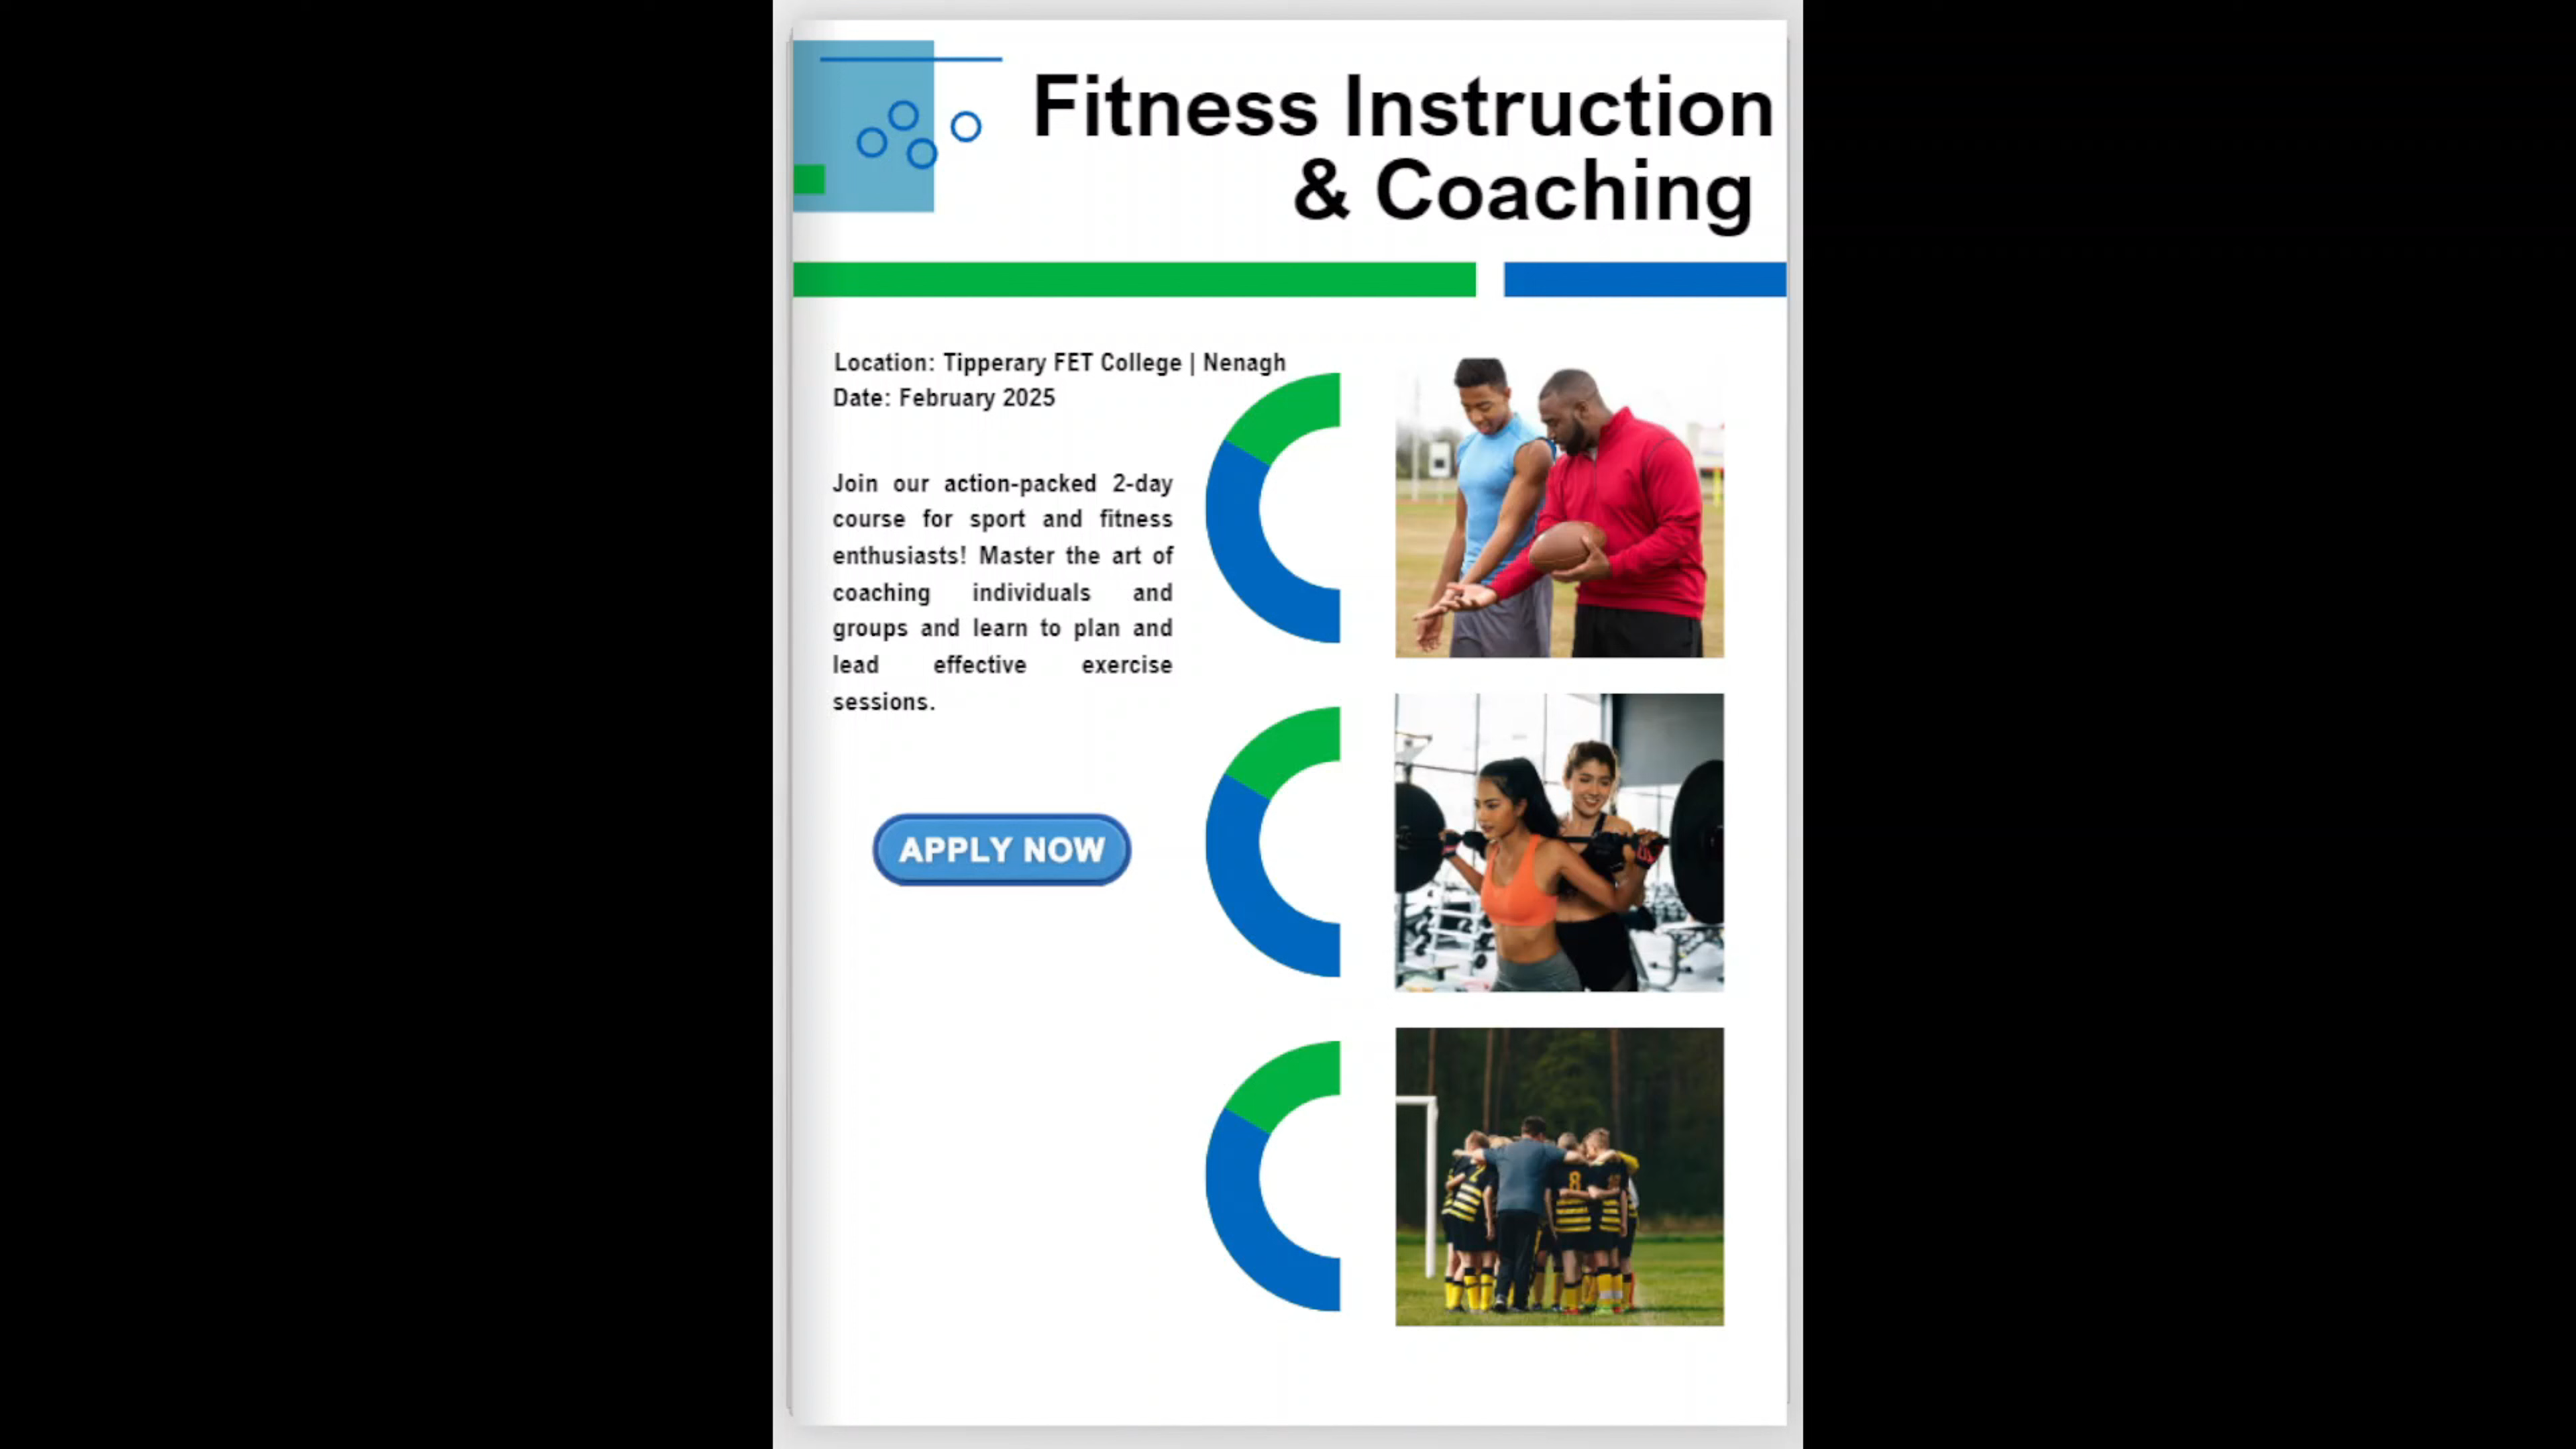 Fitness Instruction
& Coaching
Location: Tipperary FET College | Nenagh
Date: February 2025
Join our action-packed 2-day
course for sport and fitness
enthusiasts! Master the art of
coaching individuals and
groups and learn to plan and
lead effective exercise
sessions.
APPLY NOW
8